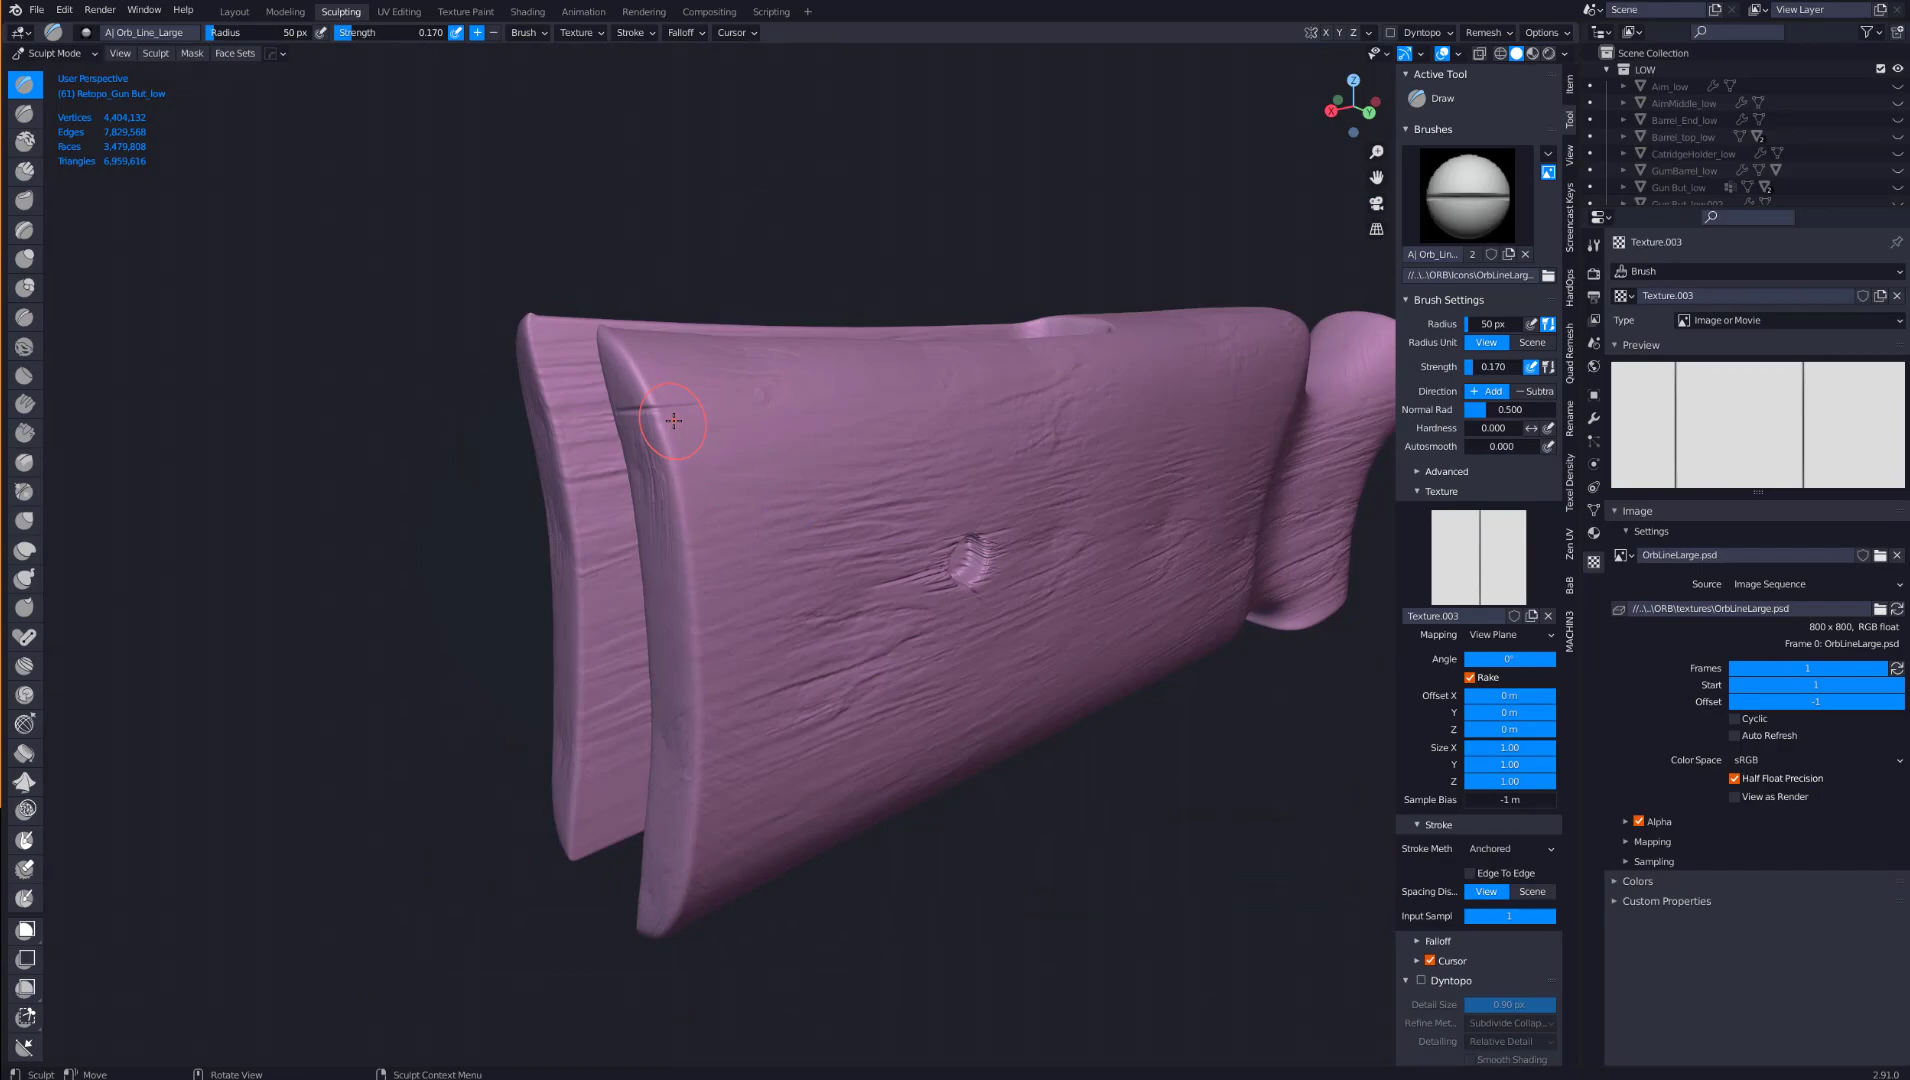 File Edit Render Window Help Layout Modeling Sculpting UV Editing Texture Paint Shading Animation Rendering Compositing Scripting +
Scene View Layer
A| Orb_Line_Large Radius 50 px Strength 0.170 Brush Texture Stroke Falloff Cursor X Y Z Dyntopo Remesh Options
Sculpt Mode View Sculpt Mask Face Sets
User Perspective
(61) Retopo_Gun But_low
Vertices 4,404,132
Edges 7,829,568
Faces 3,479,808
Triangles 6,959,616
Z
X
Y
Active Tool
Draw
Brushes
A| Orb_Lin... 2
//..\..\ORB\Icons\OrbLineLarg...
Brush Settings
Radius 50 px
Radius Unit View Scene
Strength 0.170
Direction + Add − Subtra
Normal Rad 0.500
Hardness 0.000
Autosmooth 0.000
Advanced
Texture
Texture.003
Mapping View Plane
Angle 0°
Rake
Offset X 0 m
Y 0 m
Z 0 m
Size X 1.00
Y 1.00
Z 1.00
Sample Bias -1 m
Stroke
Stroke Meth Anchored
Edge To Edge
Spacing Dis... View Scene
Input Sampl 1
Falloff
Cursor
Dyntopo
Detail Size 0.90 px
Refine Met... Subdivide Collap...
Detailing Relative Detail
Smooth Shading
Item
Tool
View
Screencast Keys
HardOps
Quad Remesh
Rename
Texel Density
Zen UV
BaB
MACHIN3
Scene Collection
LOW
Aim_low
AimMiddle_low
Barrel_End_low
Barrel_top_low 2
CatridgeHolder_low
GumBarrel_low
Gun But_low 2
Gun But_low.002
Texture.003
Brush
Texture.003
Type Image or Movie
Preview
Image
Settings
OrbLineLarge.psd
Source Image Sequence
//..\..\ORB\textures\OrbLineLarge.psd
800 x 800, RGB float
Frame 0: OrbLineLarge.psd
Frames 1
Start 1
Offset -1
Cyclic
Auto Refresh
Color Space sRGB
Half Float Precision
View as Render
Alpha
Mapping
Sampling
Colors
Custom Properties
Sculpt Move Rotate View Sculpt Context Menu 2.91.0